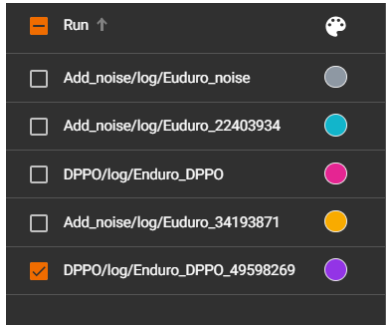 Run ↑
Add_noise/log/Euduro_noise
Add_noise/log/Euduro_22403934
DPPO/log/Enduro_DPPO
Add_noise/log/Euduro_34193871
DPPO/log/Enduro_DPPO_49598269